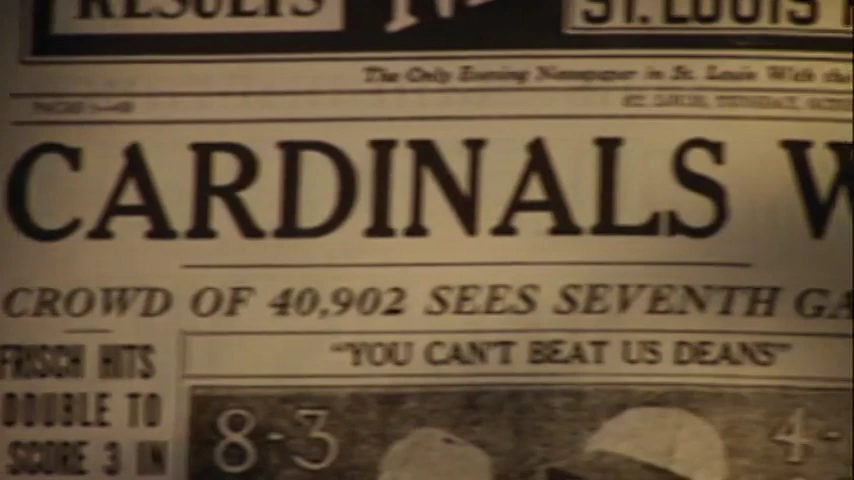 RESULTS
ST. LOUIS
The Only Evening Newspaper in St. Louis With the
CARDINALS W
CROWD OF 40,902 SEES SEVENTH GA
FRISCH HITS
DOUBLE TO
SCORE 3 IN
"YOU CAN'T BEAT US DEANS"
8-3
4-